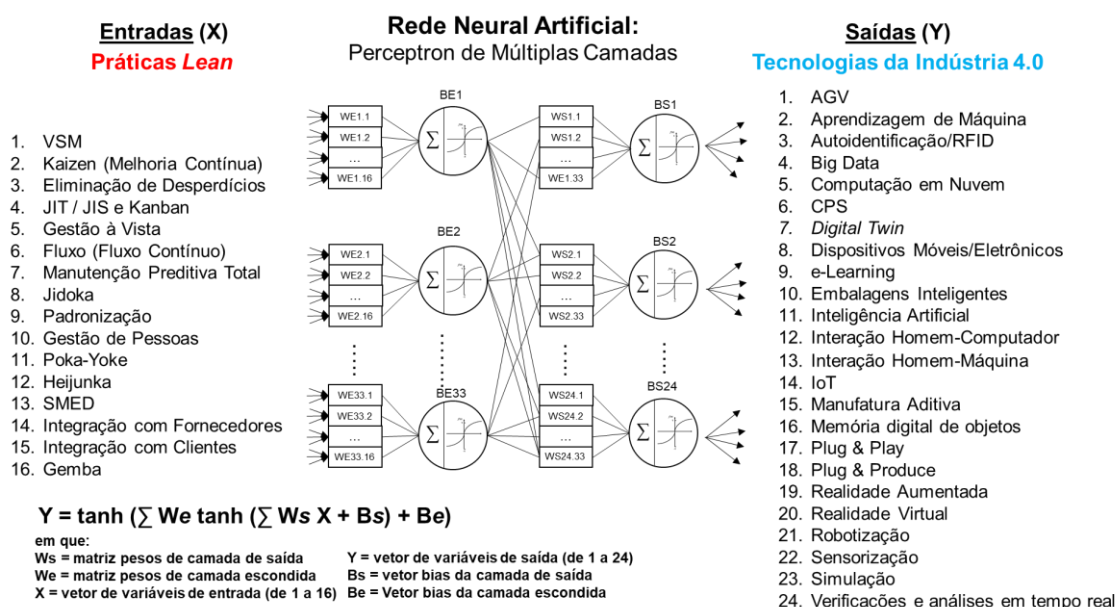 Entradas (X)
Práticas Lean
1. VSM
2. Kaizen (Melhoria Contínua)
3. Eliminação de Desperdícios
4. JIT / JIS e Kanban
5. Gestão à Vista
6. Fluxo (Fluxo Contínuo)
7. Manutenção Preditiva Total
8. Jidoka
9. Padronização
10. Gestão de Pessoas
11. Poka-Yoke
12. Heijunka
13. SMED
14. Integração com Fornecedores
15. Integração com Clientes
16. Gemba
Rede Neural Artificial:
Perceptron de Múltiplas Camadas
BE1
WE1.1
WE1.2
...
WE1.16
Σ
BS1
WS1.1
WS1.2
...
WE1.33
Σ
BE2
WE2.1
WE2.2
...
WE2.16
Σ
BS2
WS2.1
WS2.2
...
WS2.33
Σ
BE33
WE33.1
WE33.2
...
WE33.16
Σ
BS24
WS24.1
WS24.2
...
WS24.33
Σ
Saídas (Y)
Tecnologias da Indústria 4.0
1. AGV
2. Aprendizagem de Máquina
3. Autoidentificação/RFID
4. Big Data
5. Computação em Nuvem
6. CPS
7. Digital Twin
8. Dispositivos Móveis/Eletrônicos
9. e-Learning
10. Embalagens Inteligentes
11. Inteligência Artificial
12. Interação Homem-Computador
13. Interação Homem-Máquina
14. IoT
15. Manufatura Aditiva
16. Memória digital de objetos
17. Plug & Play
18. Plug & Produce
19. Realidade Aumentada
20. Realidade Virtual
21. Robotização
22. Sensorização
23. Simulação
24. Verificações e análises em tempo real
Y = tanh (∑ We tanh (∑ Ws X + Bs) + Be)
em que:
Ws = matriz pesos de camada de saída
We = matriz pesos de camada escondida
X = vetor de variáveis de entrada (de 1 a 16)
Y = vetor de variáveis de saída (de 1 a 24)
Bs = vetor bias da camada de saída
Be = Vetor bias da camada escondida